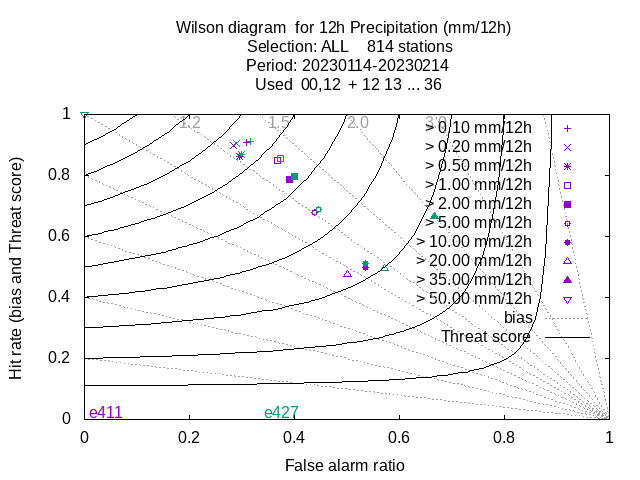 Wilson diagram for 12h Precipitation (mm/12h)
Selection: ALL 814 stations
Period: 20230114-20230214
Used 00,12 + 12 13 ... 36
1.2 1.5 2.0 3.0
> 0.10 mm/12h
> 0.20 mm/12h
> 0.50 mm/12h
> 1.00 mm/12h
> 2.00 mm/12h
> 5.00 mm/12h
> 10.00 mm/12h
> 20.00 mm/12h
> 35.00 mm/12h
> 50.00 mm/12h
bias
Threat score
1
0.8
0.6
0.4
0.2
0
Hit rate (bias and Threat score)
e411 e427
0 0.2 0.4 0.6 0.8 1
False alarm ratio